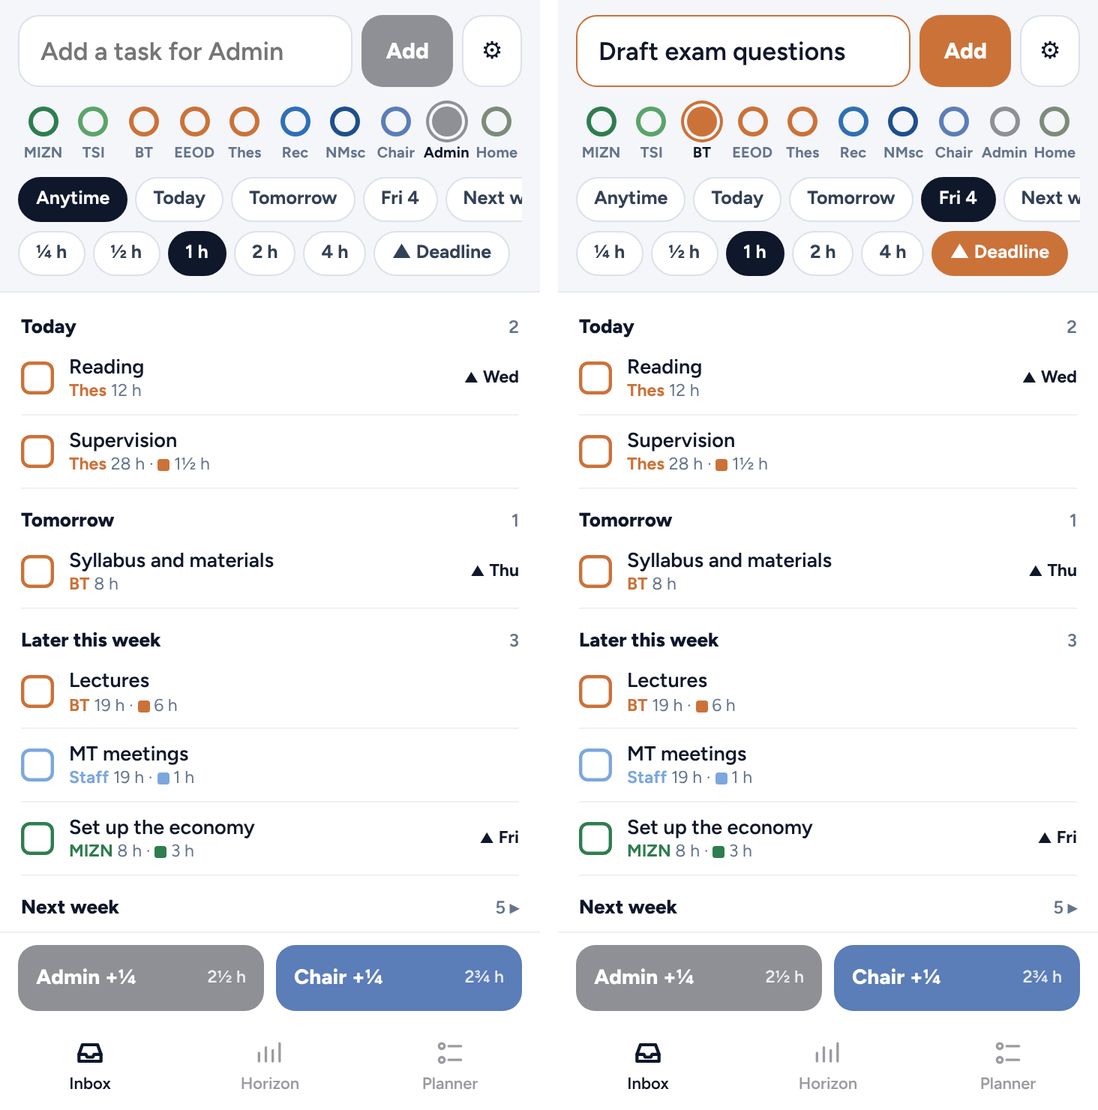 Add a task for Admin Add ⚙
MIZN TSI BT EEOD Thes Rec NMsc Chair Admin Home
Anytime Today Tomorrow Fri 4 Next w
¼ h ½ h 1 h 2 h 4 h ▲ Deadline
Today 2
Reading
Thes 12 h ▲ Wed
Supervision
Thes 28 h · 1½ h
Tomorrow 1
Syllabus and materials
BT 8 h ▲ Thu
Later this week 3
Lectures
BT 19 h · 6 h
MT meetings
Staff 19 h · 1 h
Set up the economy
MIZN 8 h · 3 h ▲ Fri
Next week 5 ▶
Admin +¼ 2½ h Chair +¼ 2¾ h
Inbox Horizon Planner
Draft exam questions Add ⚙
MIZN TSI BT EEOD Thes Rec NMsc Chair Admin Home
Anytime Today Tomorrow Fri 4 Next w
¼ h ½ h 1 h 2 h 4 h ▲ Deadline
Today 2
Reading
Thes 12 h ▲ Wed
Supervision
Thes 28 h · 1½ h
Tomorrow 1
Syllabus and materials
BT 8 h ▲ Thu
Later this week 3
Lectures
BT 19 h · 6 h
MT meetings
Staff 19 h · 1 h
Set up the economy
MIZN 8 h · 3 h ▲ Fri
Next week 5 ▶
Admin +¼ 2½ h Chair +¼ 2¾ h
Inbox Horizon Planner